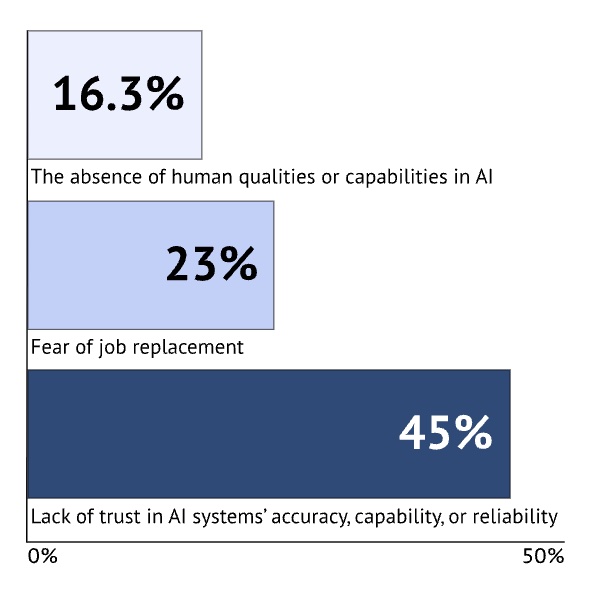 16.3%
The absence of human qualities or capabilities in AI
23%
Fear of job replacement
45%
Lack of trust in AI systems’ accuracy, capability, or reliability
0% 50%